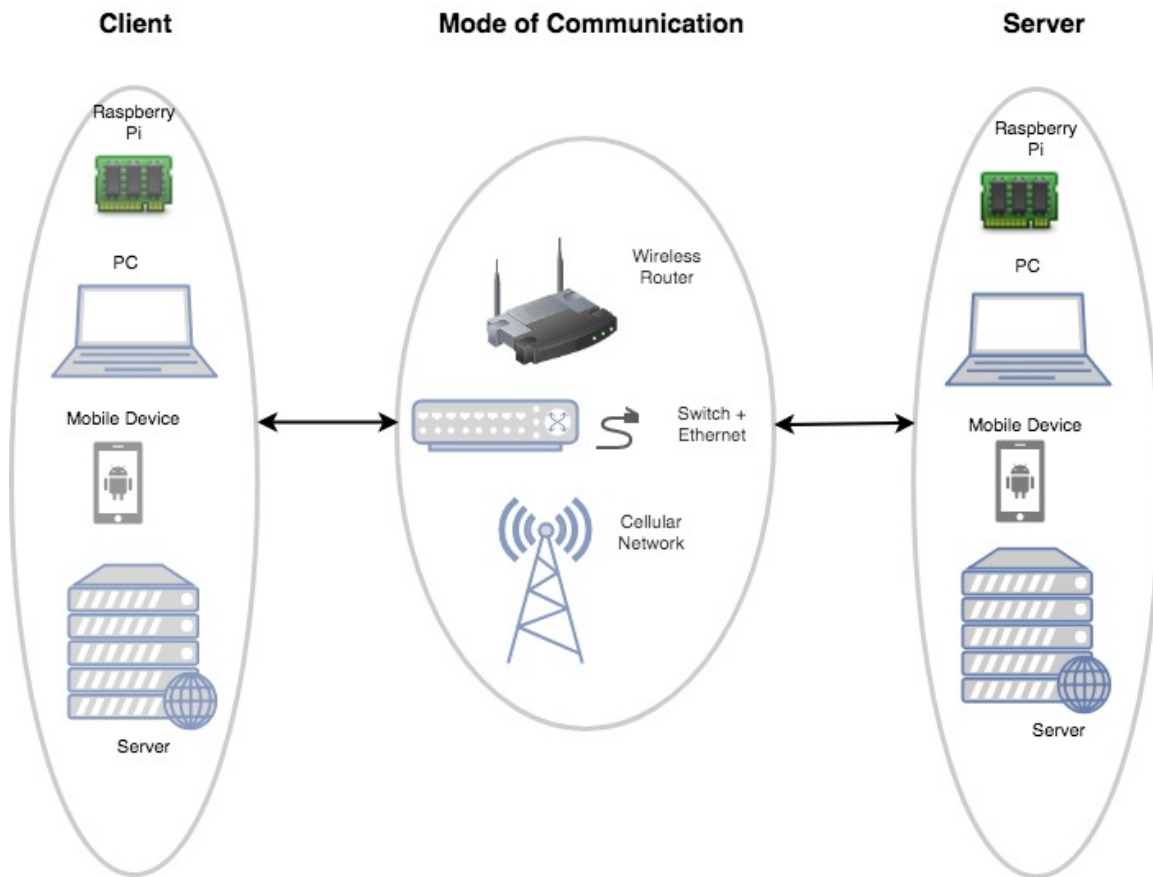 Client
Mode of Communication
Server
Raspberry
Pi
PC
Mobile Device
Server
Wireless
Router
Switch +
Ethernet
Cellular
Network
Raspberry
Pi
PC
Mobile Device
Server